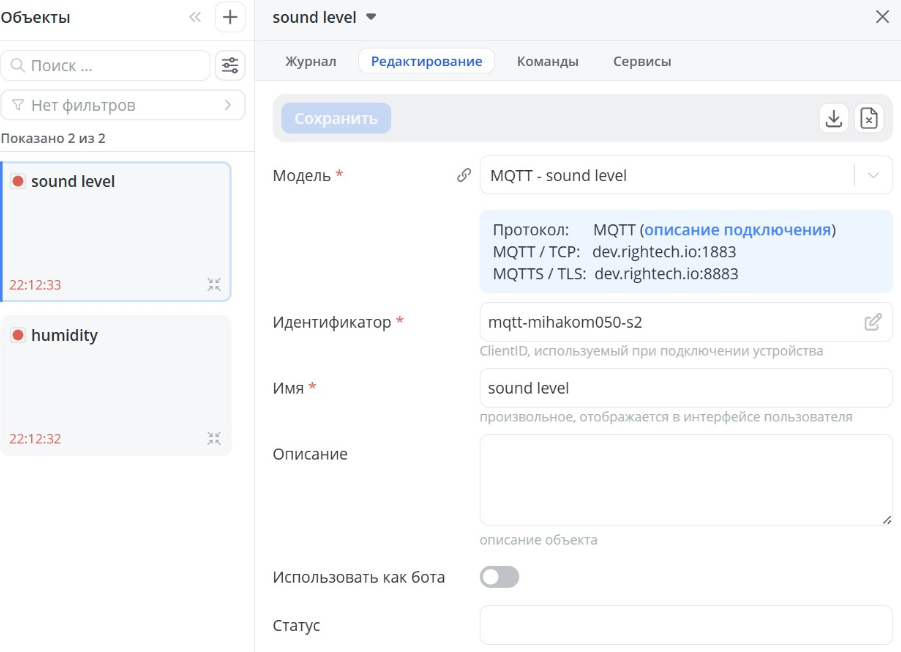 Объекты
Поиск ...
Нет фильтров
Показано 2 из 2
sound level
22:12:33
humidity
22:12:32
sound level
Журнал
Редактирование
Команды
Сервисы
Сохранить
Модель *
MQTT - sound level
Протокол: MQTT (описание подключения)
MQTT / TCP: dev.rightech.io:1883
MQTTS / TLS: dev.rightech.io:8883
Идентификатор *
mqtt-mihakom050-s2
ClientID, используемый при подключении устройства
Имя *
sound level
произвольное, отображается в интерфейсе пользователя
Описание
описание объекта
Использовать как бота
Статус